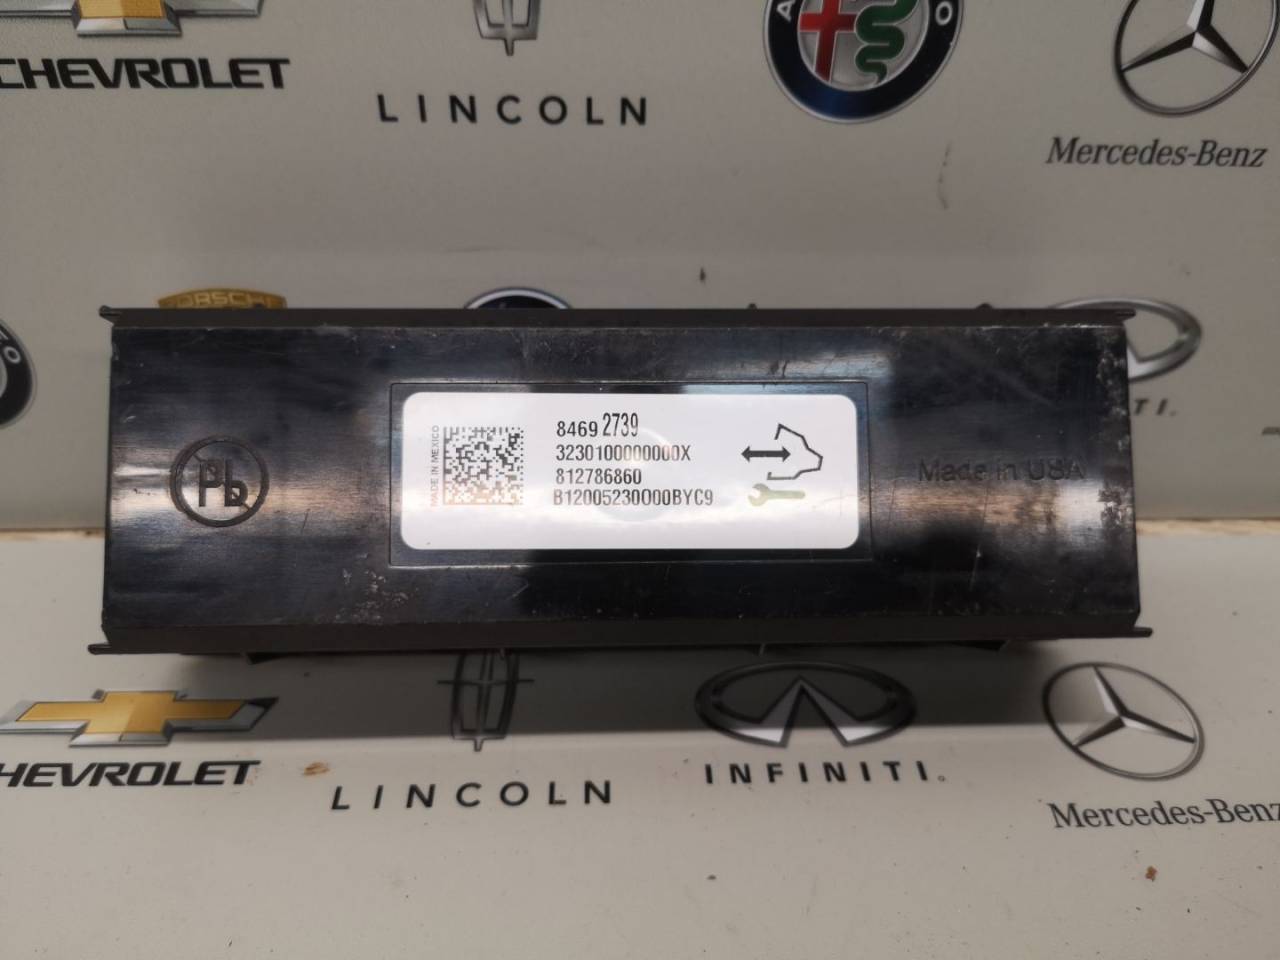 CHEVROLET
LINCOLN
Mercedes-Benz
PORSCHE
Pb
MADE IN MEXICO
8469 2739
3230100000000X
812786860
B12005230000BYC9
Made in USA
CHEVROLET
LINCOLN
INFINITI.
Mercedes-Benz